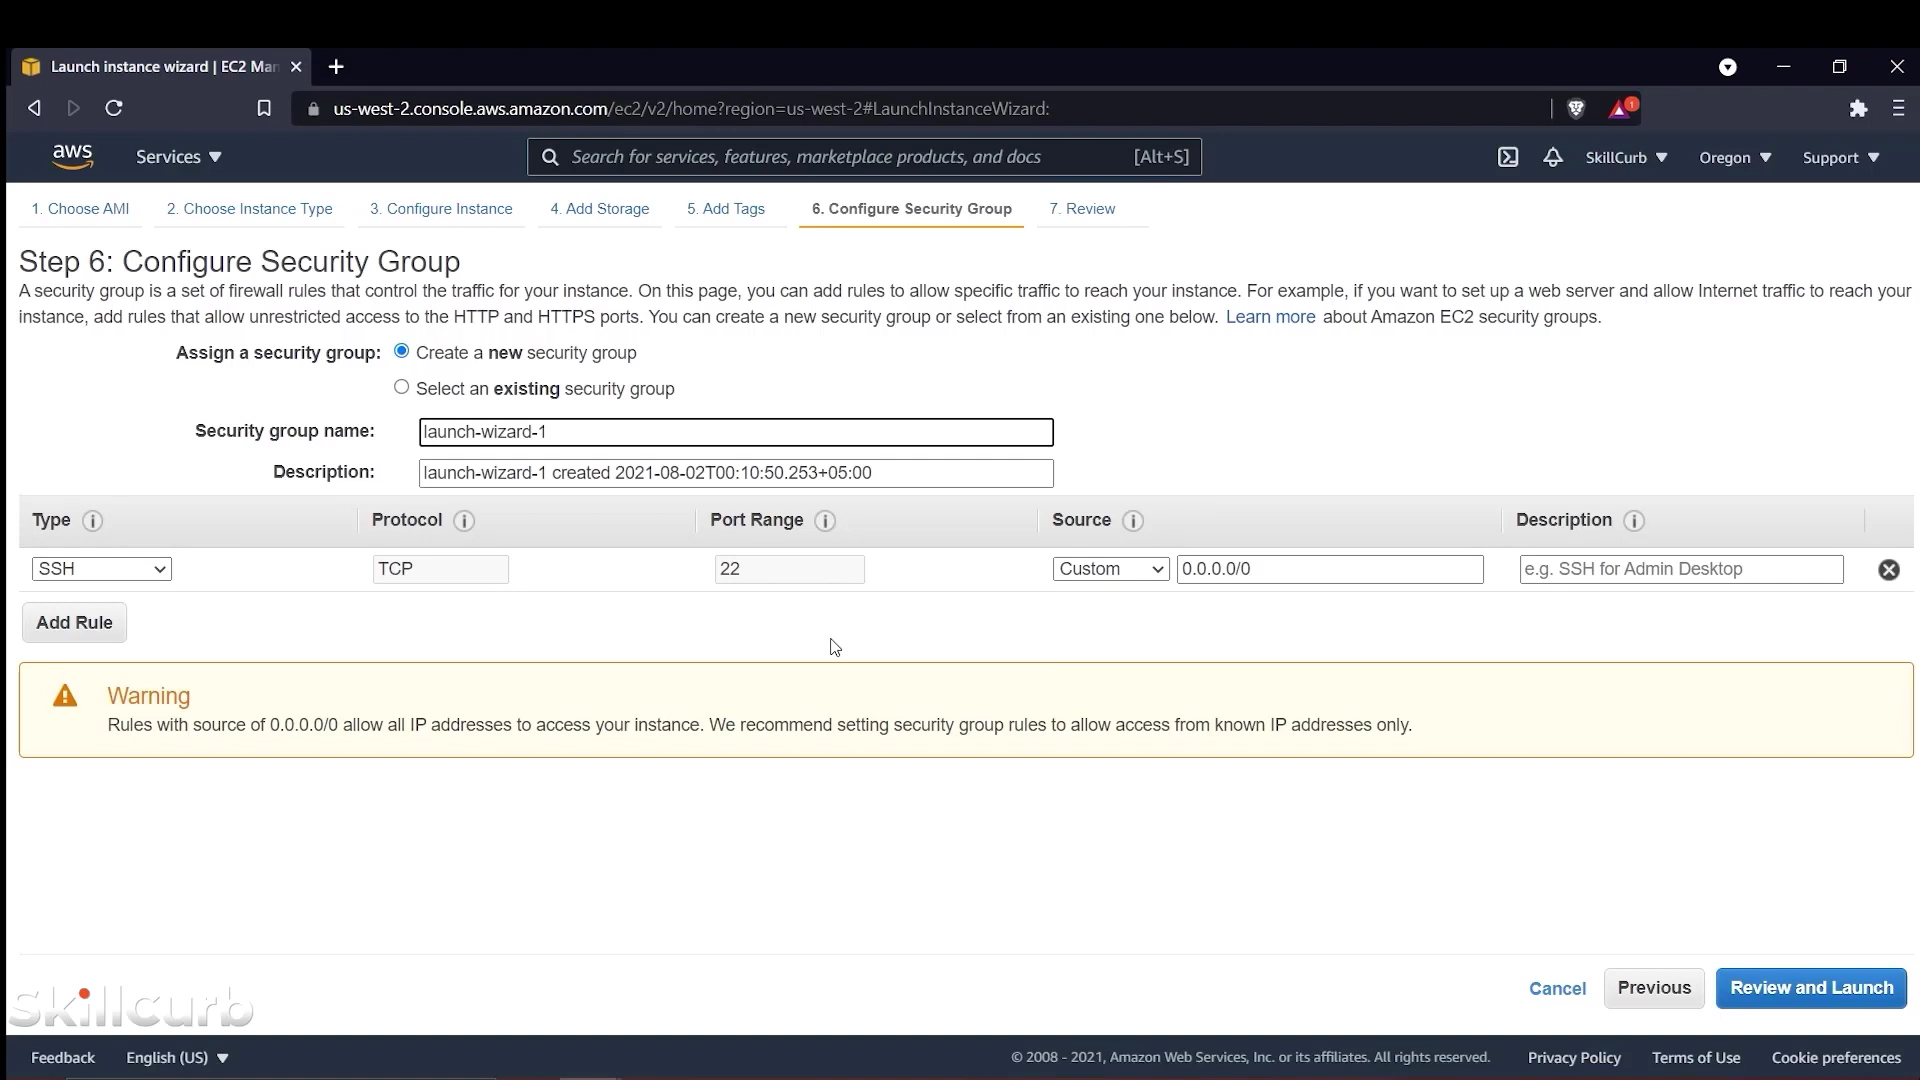 Launch instance wizard | EC2 Man
us-west-2.console.aws.amazon.com/ec2/v2/home?region=us-west-2#LaunchInstanceWizard:
1
aws
Services
Search for services, features, marketplace products, and docs
[Alt+S]
SkillCurb
Oregon
Support
1. Choose AMI
2. Choose Instance Type
3. Configure Instance
4. Add Storage
5. Add Tags
6. Configure Security Group
7. Review
Step 6: Configure Security Group
A security group is a set of firewall rules that control the traffic for your instance. On this page, you can add rules to allow specific traffic to reach your instance. For example, if you want to set up a web server and allow Internet traffic to reach your
instance, add rules that allow unrestricted access to the HTTP and HTTPS ports. You can create a new security group or select from an existing one below. Learn more about Amazon EC2 security groups.
Assign a security group:
Create a new security group
Select an existing security group
Security group name:
launch-wizard-1
Description:
launch-wizard-1 created 2021-08-02T00:10:50.253+05:00
Type
Protocol
Port Range
Source
Description
SSH
TCP
22
Custom
0.0.0.0/0
e.g. SSH for Admin Desktop
Add Rule
Warning
Rules with source of 0.0.0.0/0 allow all IP addresses to access your instance. We recommend setting security group rules to allow access from known IP addresses only.
Cancel
Previous
Review and Launch
Skillcurb
Feedback
English (US)
© 2008 - 2021, Amazon Web Services, Inc. or its affiliates. All rights reserved.
Privacy Policy
Terms of Use
Cookie preferences